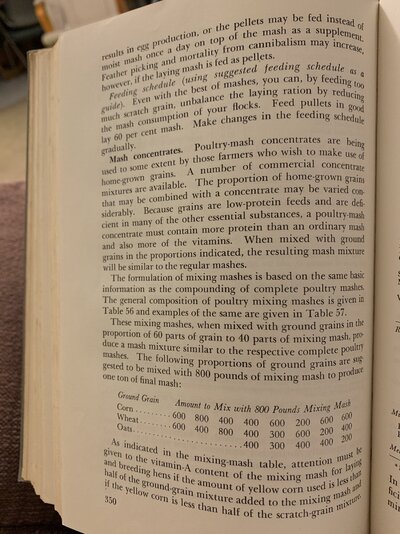 results in egg production, or the pellets may be fed instead of
moist mash once a day on top of the mash as a supplement.
Feather picking and mortality from cannibalism may increase,
however, if the laying mash is fed as pellets.
Feeding schedule (using suggested feeding schedule as a
guide). Even with the best of mashes, you can, by feeding too
much scratch grain, unbalance the laying ration by reducing
the mash consumption of your flocks. Feed pullets in good
lay 60 per cent mash. Make changes in the feeding schedule
gradually.
Mash concentrates. Poultry-mash concentrates are being
used to some extent by those farmers who wish to make use of
home-grown grains. A number of commercial concentrate
mixtures are available. The proportion of home-grown grains
that may be combined with a concentrate may be varied con-
siderably. Because grains are low-protein feeds and are defi-
cient in many of the other essential substances, a poultry-mash
concentrate must contain more protein than an ordinary mash
and also more of the vitamins. When mixed with ground
grains in the proportions indicated, the resulting mash mixture
will be similar to the regular mashes.
The formulation of mixing mashes is based on the same basic
information as the compounding of complete poultry mashes.
The general composition of poultry mixing mashes is given in
Table 56 and examples of the same are given in Table 57.
These mixing mashes, when mixed with ground grains in the
proportion of 60 parts of grain to 40 parts of mixing mash, pro-
duce a mash mixture similar to the respective complete poultry
mashes. The following proportions of ground grains are sug-
gested to be mixed with 800 pounds of mixing mash to produce
one ton of final mash:
Ground Grain Amount to Mix with 800 Pounds Mixing Mash
Corn........ 600 800 400 400 600 200 600 600
Wheat....... 600 400 800 400 300 600 200 400
Oats........................ 400 300 400 400 200
As indicated in the mixing-mash table, attention must be
given to the vitamin-A content of the mixing mash for laying
and breeding hens if the amount of yellow corn used is less than
half of the ground-grain mixture added to the mixing mash and
if the yellow corn is less than half of the scratch-grain mixture.
350